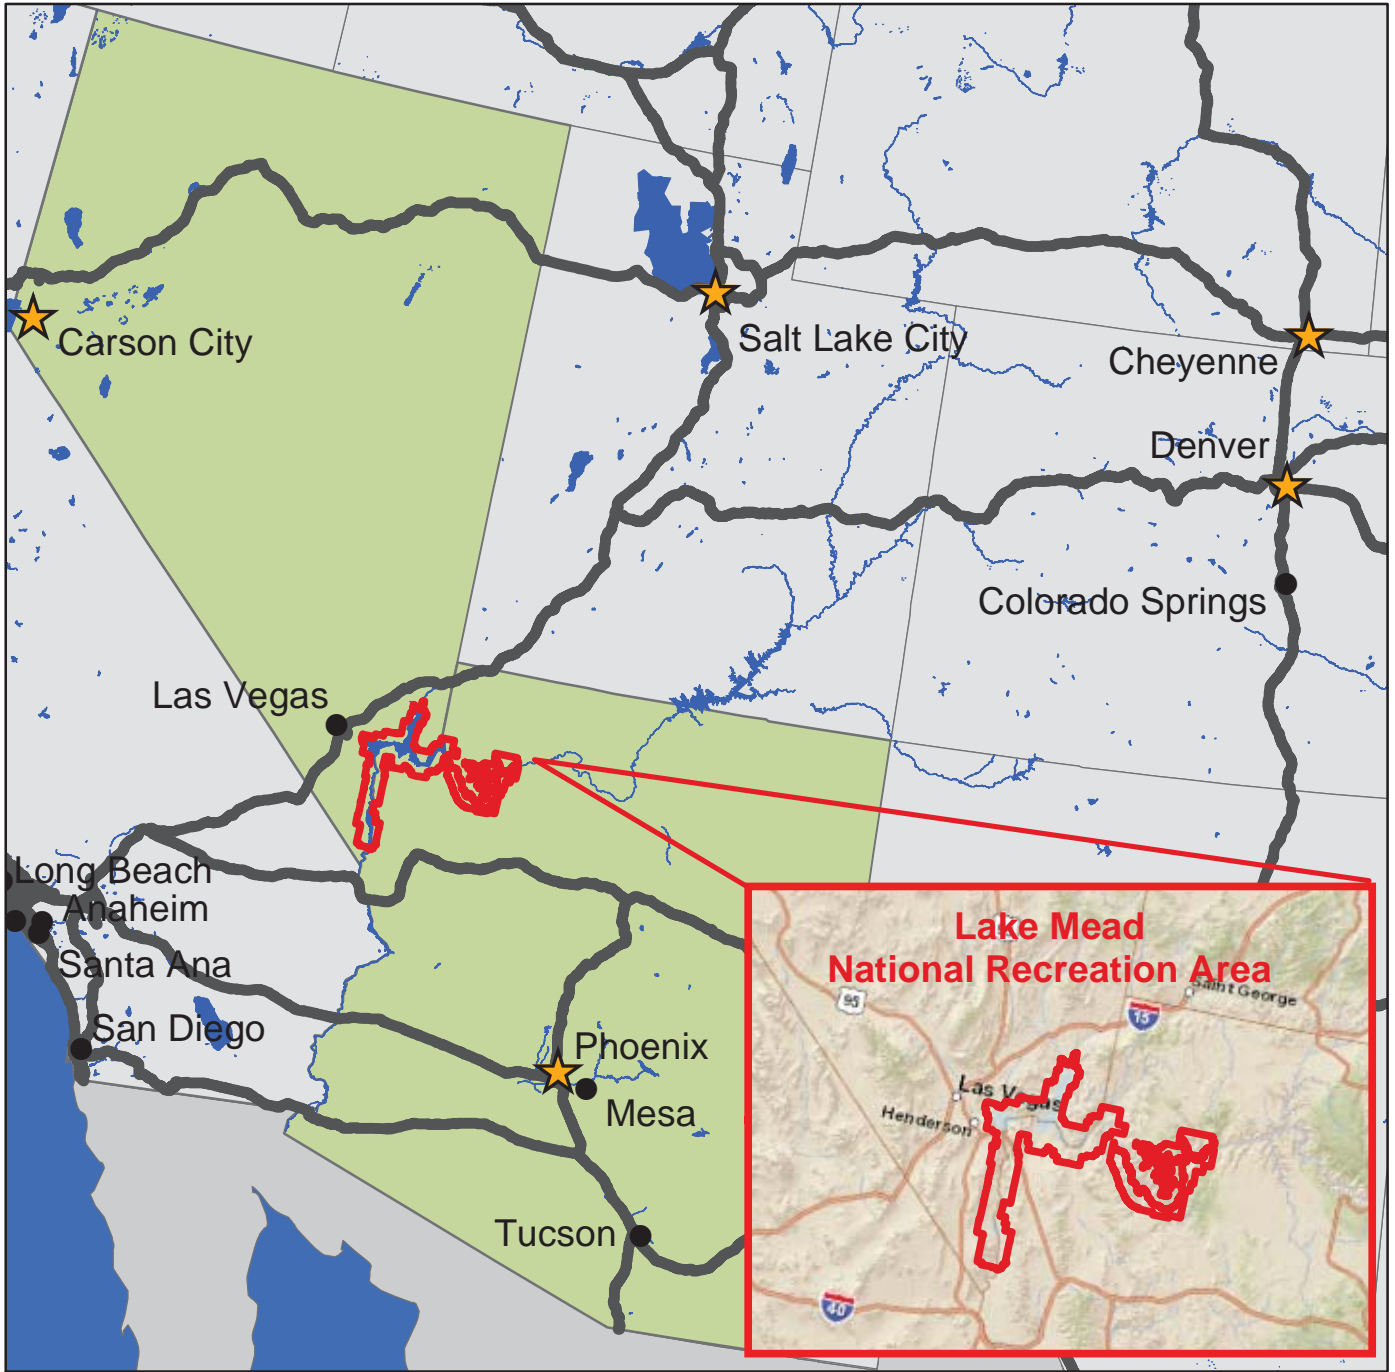 Carson City
Salt Lake City
Cheyenne
Denver
Colorado Springs
Las Vegas
Long Beach
Anaheim
Santa Ana
San Diego
Phoenix
Mesa
Tucson
Lake Mead
National Recreation Area
Saint George
95
15
Las Vegas
Henderson
40